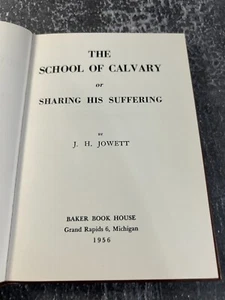 THE
SCHOOL OF CALVARY
or
SHARING HIS SUFFERING
BY
J. H. JOWETT
BAKER BOOK HOUSE
Grand Rapids 6, Michigan
1956